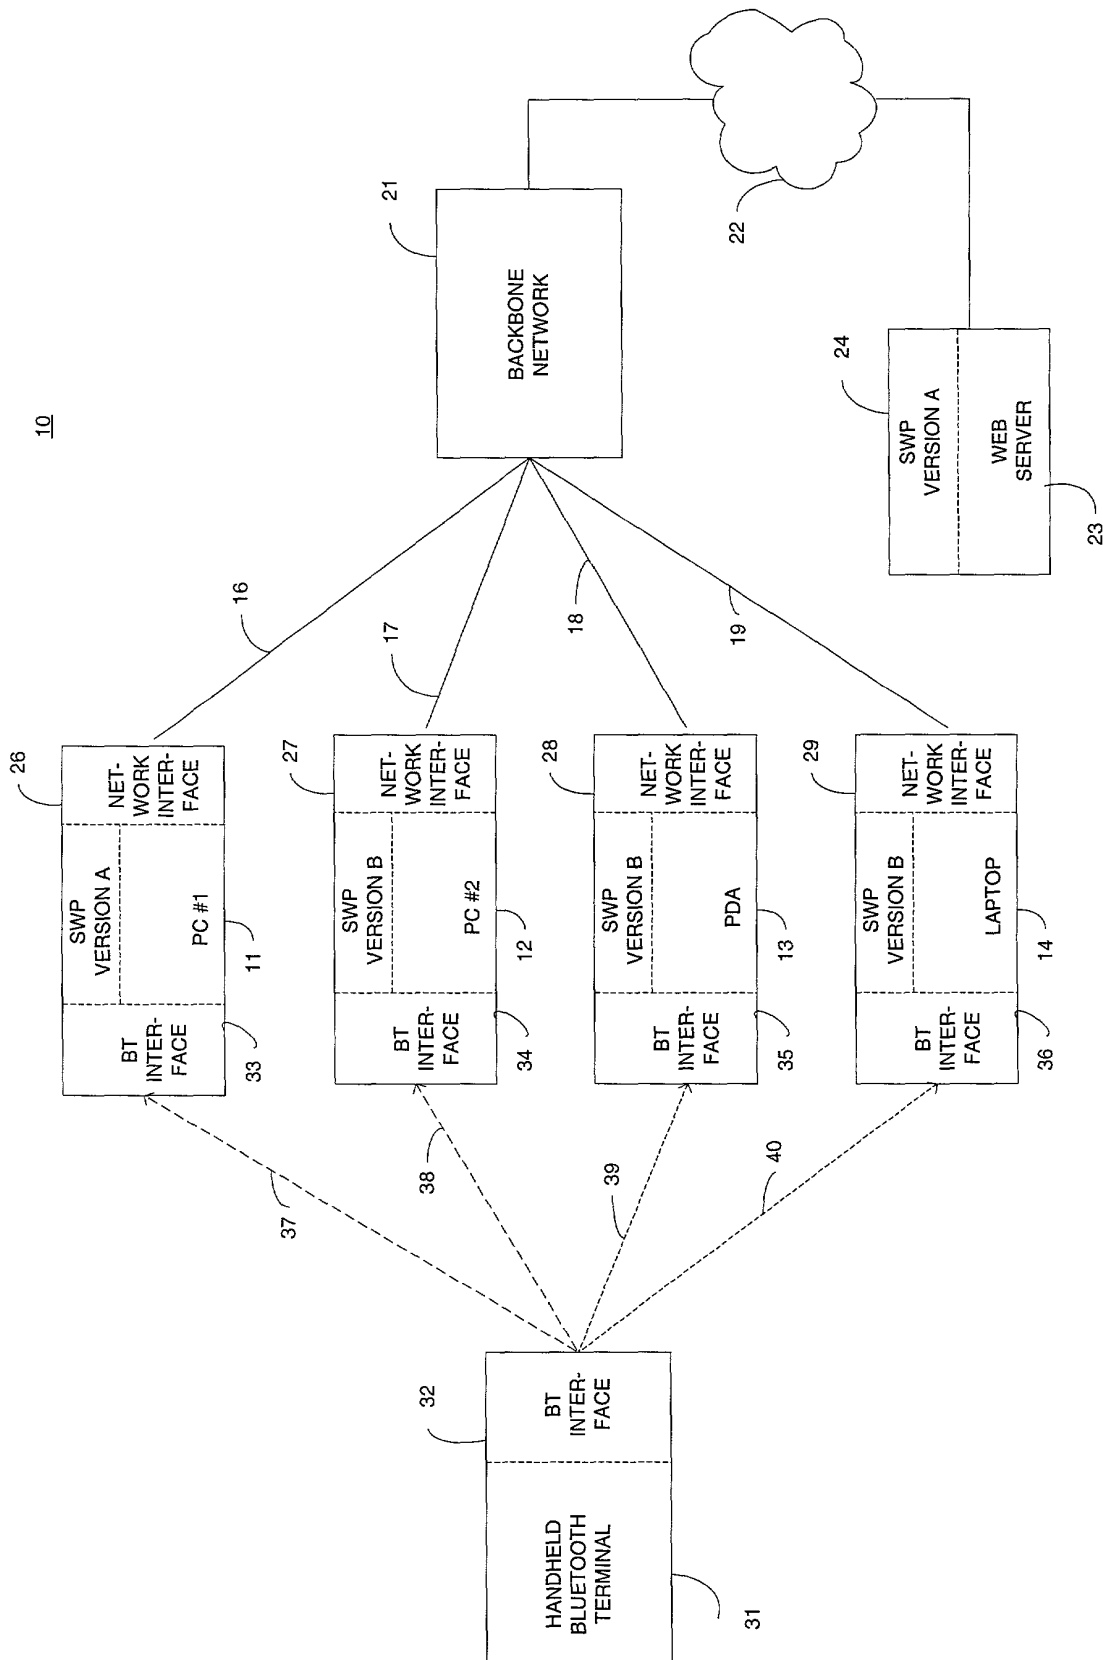 10
HANDHELD
BLUETOOTH
TERMINAL
31
BT
INTER-
FACE
32
37
38
39
40
BT
INTER-
FACE
33
SWP
VERSION A
PC #1
11
NET-
WORK
INTER-
FACE
26
BT
INTER-
FACE
34
SWP
VERSION B
PC #2
12
NET-
WORK
INTER-
FACE
27
BT
INTER-
FACE
35
SWP
VERSION B
PDA
13
NET-
WORK
INTER-
FACE
28
BT
INTER-
FACE
36
SWP
VERSION B
LAPTOP
14
NET-
WORK
INTER-
FACE
29
16
17
18
19
BACKBONE
NETWORK
21
22
SWP
VERSION A
24
WEB
SERVER
23